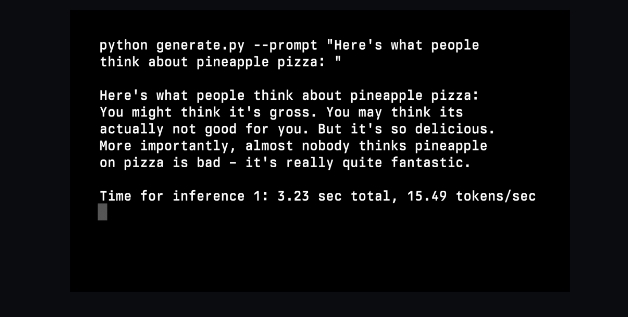 python generate.py --prompt "Here's what people
think about pineapple pizza: "
Here's what people think about pineapple pizza:
You might think it's gross. You may think its
actually not good for you. But it's so delicious.
More importantly, almost nobody thinks pineapple
on pizza is bad - it's really quite fantastic.
Time for inference 1: 3.23 sec total, 15.49 tokens/sec